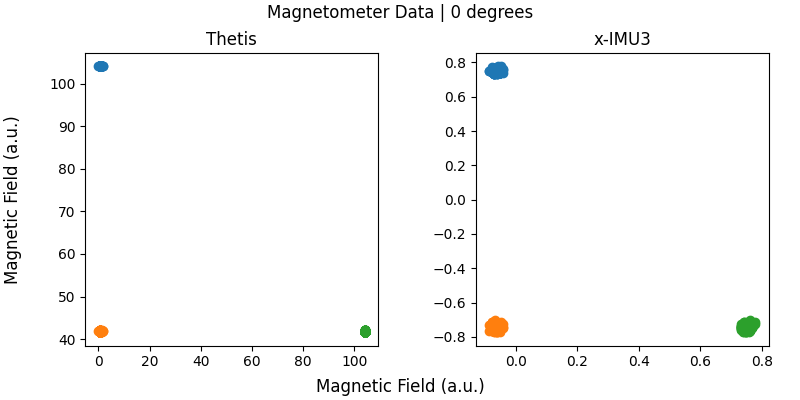 Magnetometer Data | 0 degrees
Thetis
x-IMU3
Magnetic Field (a.u.)
100
90
80
70
60
50
40
0 20 40 60 80 100
0.8
0.6
0.4
0.2
0.0
−0.2
−0.4
−0.6
−0.8
0.0 0.2 0.4 0.6 0.8
Magnetic Field (a.u.)